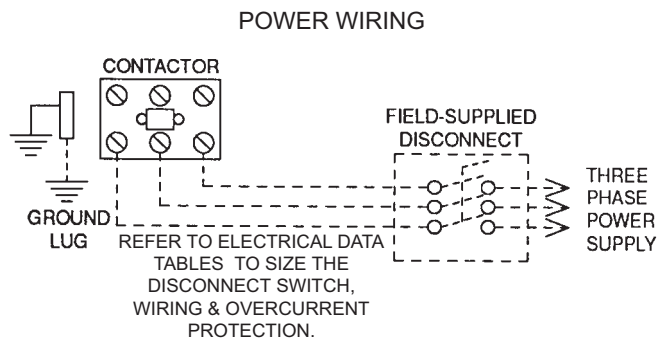 POWER WIRING
CONTACTOR
FIELD-SUPPLIED
DISCONNECT
THREE
PHASE
POWER
SUPPLY
GROUND
LUG
REFER TO ELECTRICAL DATA
TABLES TO SIZE THE
DISCONNECT SWITCH,
WIRING & OVERCURRENT
PROTECTION.